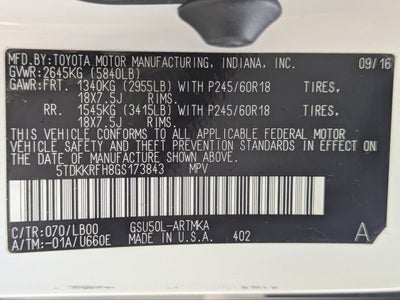 MFD.BY:TOYOTA MOTOR MANUFACTURING, INDIANA, INC. 09/16
GVWR:2645KG (5840LB)
GAWR:FRT. 1340KG (2955LB) WITH P245/60R18 TIRES,
18X7.5J RIMS.
RR. 1545KG (3415LB) WITH P245/60R18 TIRES,
18X7.5J RIMS.
THIS VEHICLE CONFORMS TO ALL APPLICABLE FEDERAL MOTOR
VEHICLE SAFETY AND THEFT PREVENTION STANDARDS IN EFFECT ON
THE DATE OF MANUFACTURE SHOWN ABOVE.
5TDKKRFH8GS173843 MPV
C/TR:070/LB00 GSU50L-ARTMKA
A/TM:-01A/U660E MADE IN U.S.A. 402 A